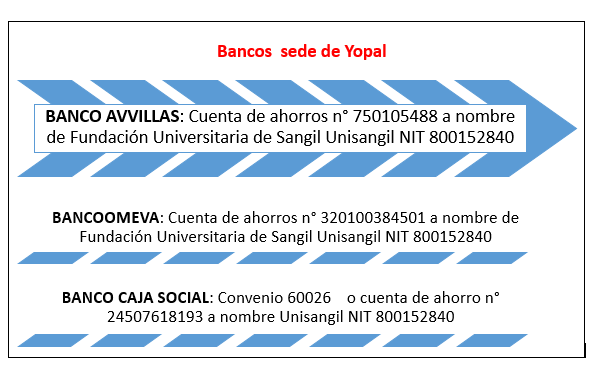 Bancos sede de Yopal
BANCO AVVILLAS: Cuenta de ahorros n° 750105488 a nombre
de Fundación Universitaria de Sangil Unisangil NIT 800152840
BANCOOMEVA: Cuenta de ahorros n° 320100384501 a nombre de
Fundación Universitaria de Sangil Unisangil NIT 800152840
BANCO CAJA SOCIAL: Convenio 60026 o cuenta de ahorro n°
24507618193 a nombre Unisangil NIT 800152840